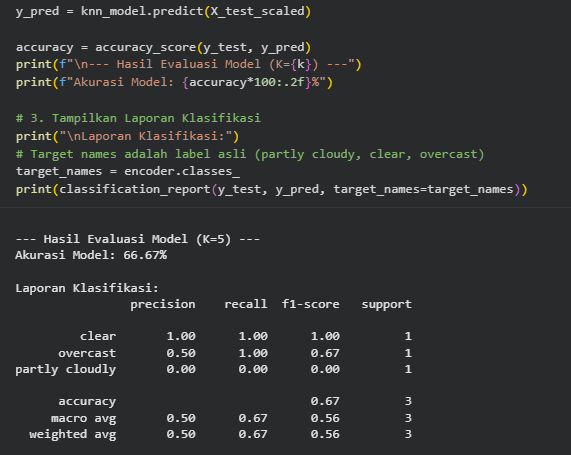 y_pred = knn_model.predict(X_test_scaled)
accuracy = accuracy_score(y_test, y_pred)
print(f"\n--- Hasil Evaluasi Model (K={k}) ---")
print(f"Akurasi Model: {accuracy*100:.2f}%")
# 3. Tampilkan Laporan Klasifikasi
print("\nLaporan Klasifikasi:")
# Target names adalah label asli (partly cloudy, clear, overcast)
target_names = encoder.classes_
print(classification_report(y_test, y_pred, target_names=target_names))
--- Hasil Evaluasi Model (K=5) ---
Akurasi Model: 66.67%
Laporan Klasifikasi:
precision recall f1-score support
clear 1.00 1.00 1.00 1
overcast 0.50 1.00 0.67 1
partly cloudly 0.00 0.00 0.00 1
accuracy 0.67 3
macro avg 0.50 0.67 0.56 3
weighted avg 0.50 0.67 0.56 3